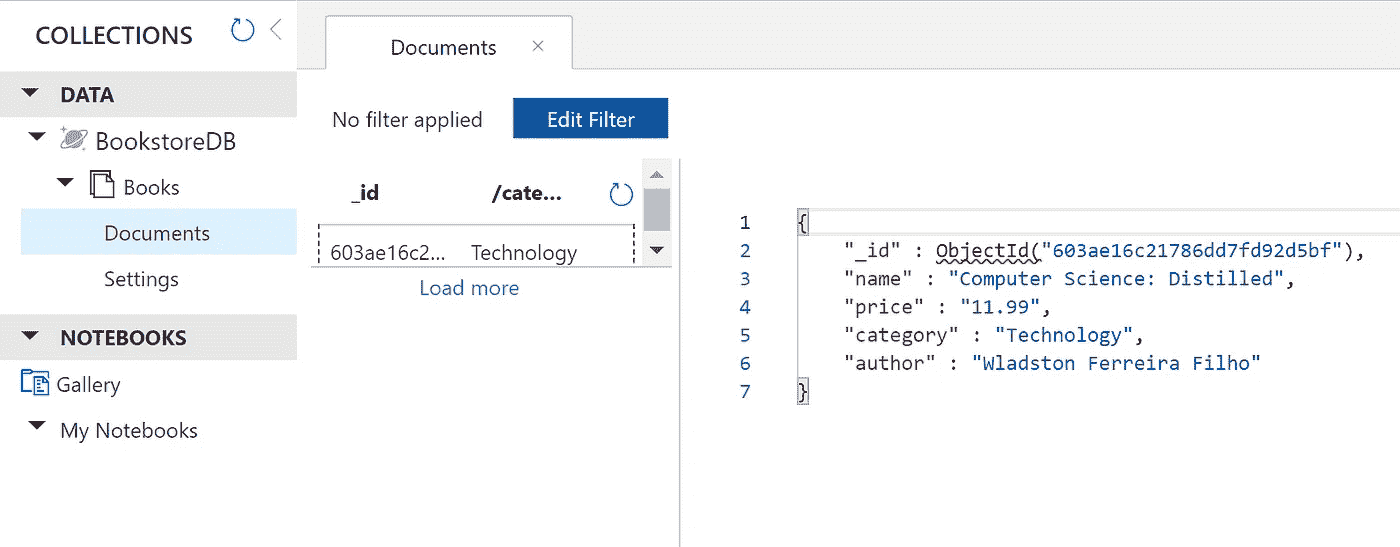 COLLECTIONS
DATA
BookstoreDB
Books
Documents
Settings
NOTEBOOKS
Gallery
My Notebooks
Documents
No filter applied Edit Filter
_id /cate...
603ae16c2... Technology
Load more
1 {
2 "_id" : ObjectId("603ae16c21786dd7fd92d5bf"),
3 "name" : "Computer Science: Distilled",
4 "price" : "11.99",
5 "category" : "Technology",
6 "author" : "Wladston Ferreira Filho"
7 }